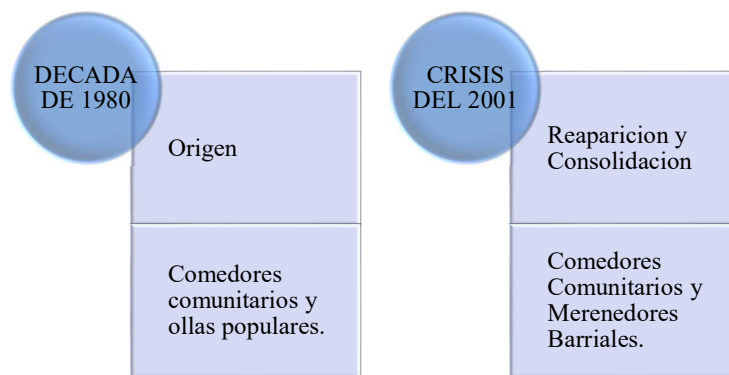 DECADA
DE 1980
Origen
Comedores
comunitarios y
ollas populares.
CRISIS
DEL 2001
Reaparicion y
Consolidacion
Comedores
Comunitarios y
Merenedores
Barriales.